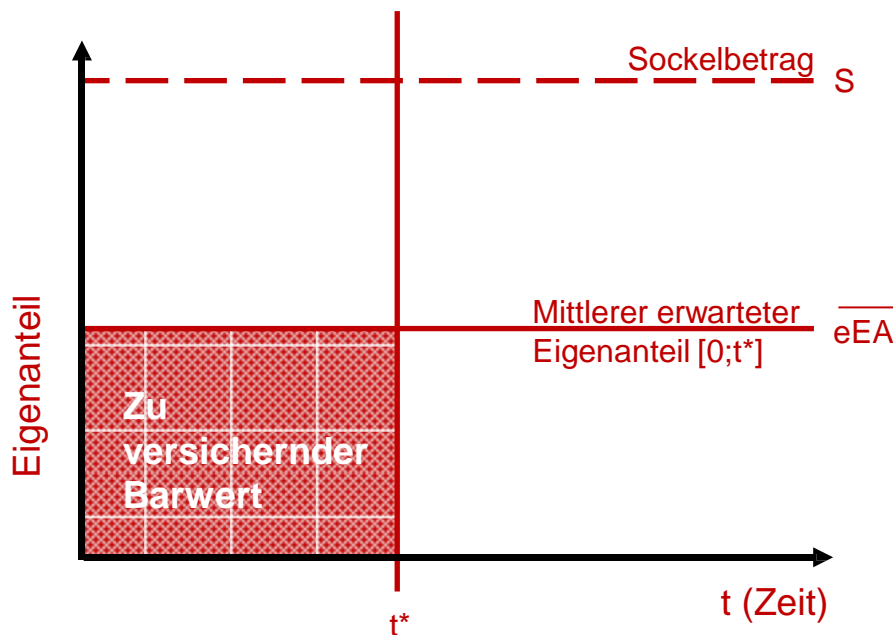 Sockelbetrag
S
Eigenanteil
Mittlerer erwarteter
Eigenanteil [0;t*]
eEA
Zu
versichernder
Barwert
t (Zeit)
t*